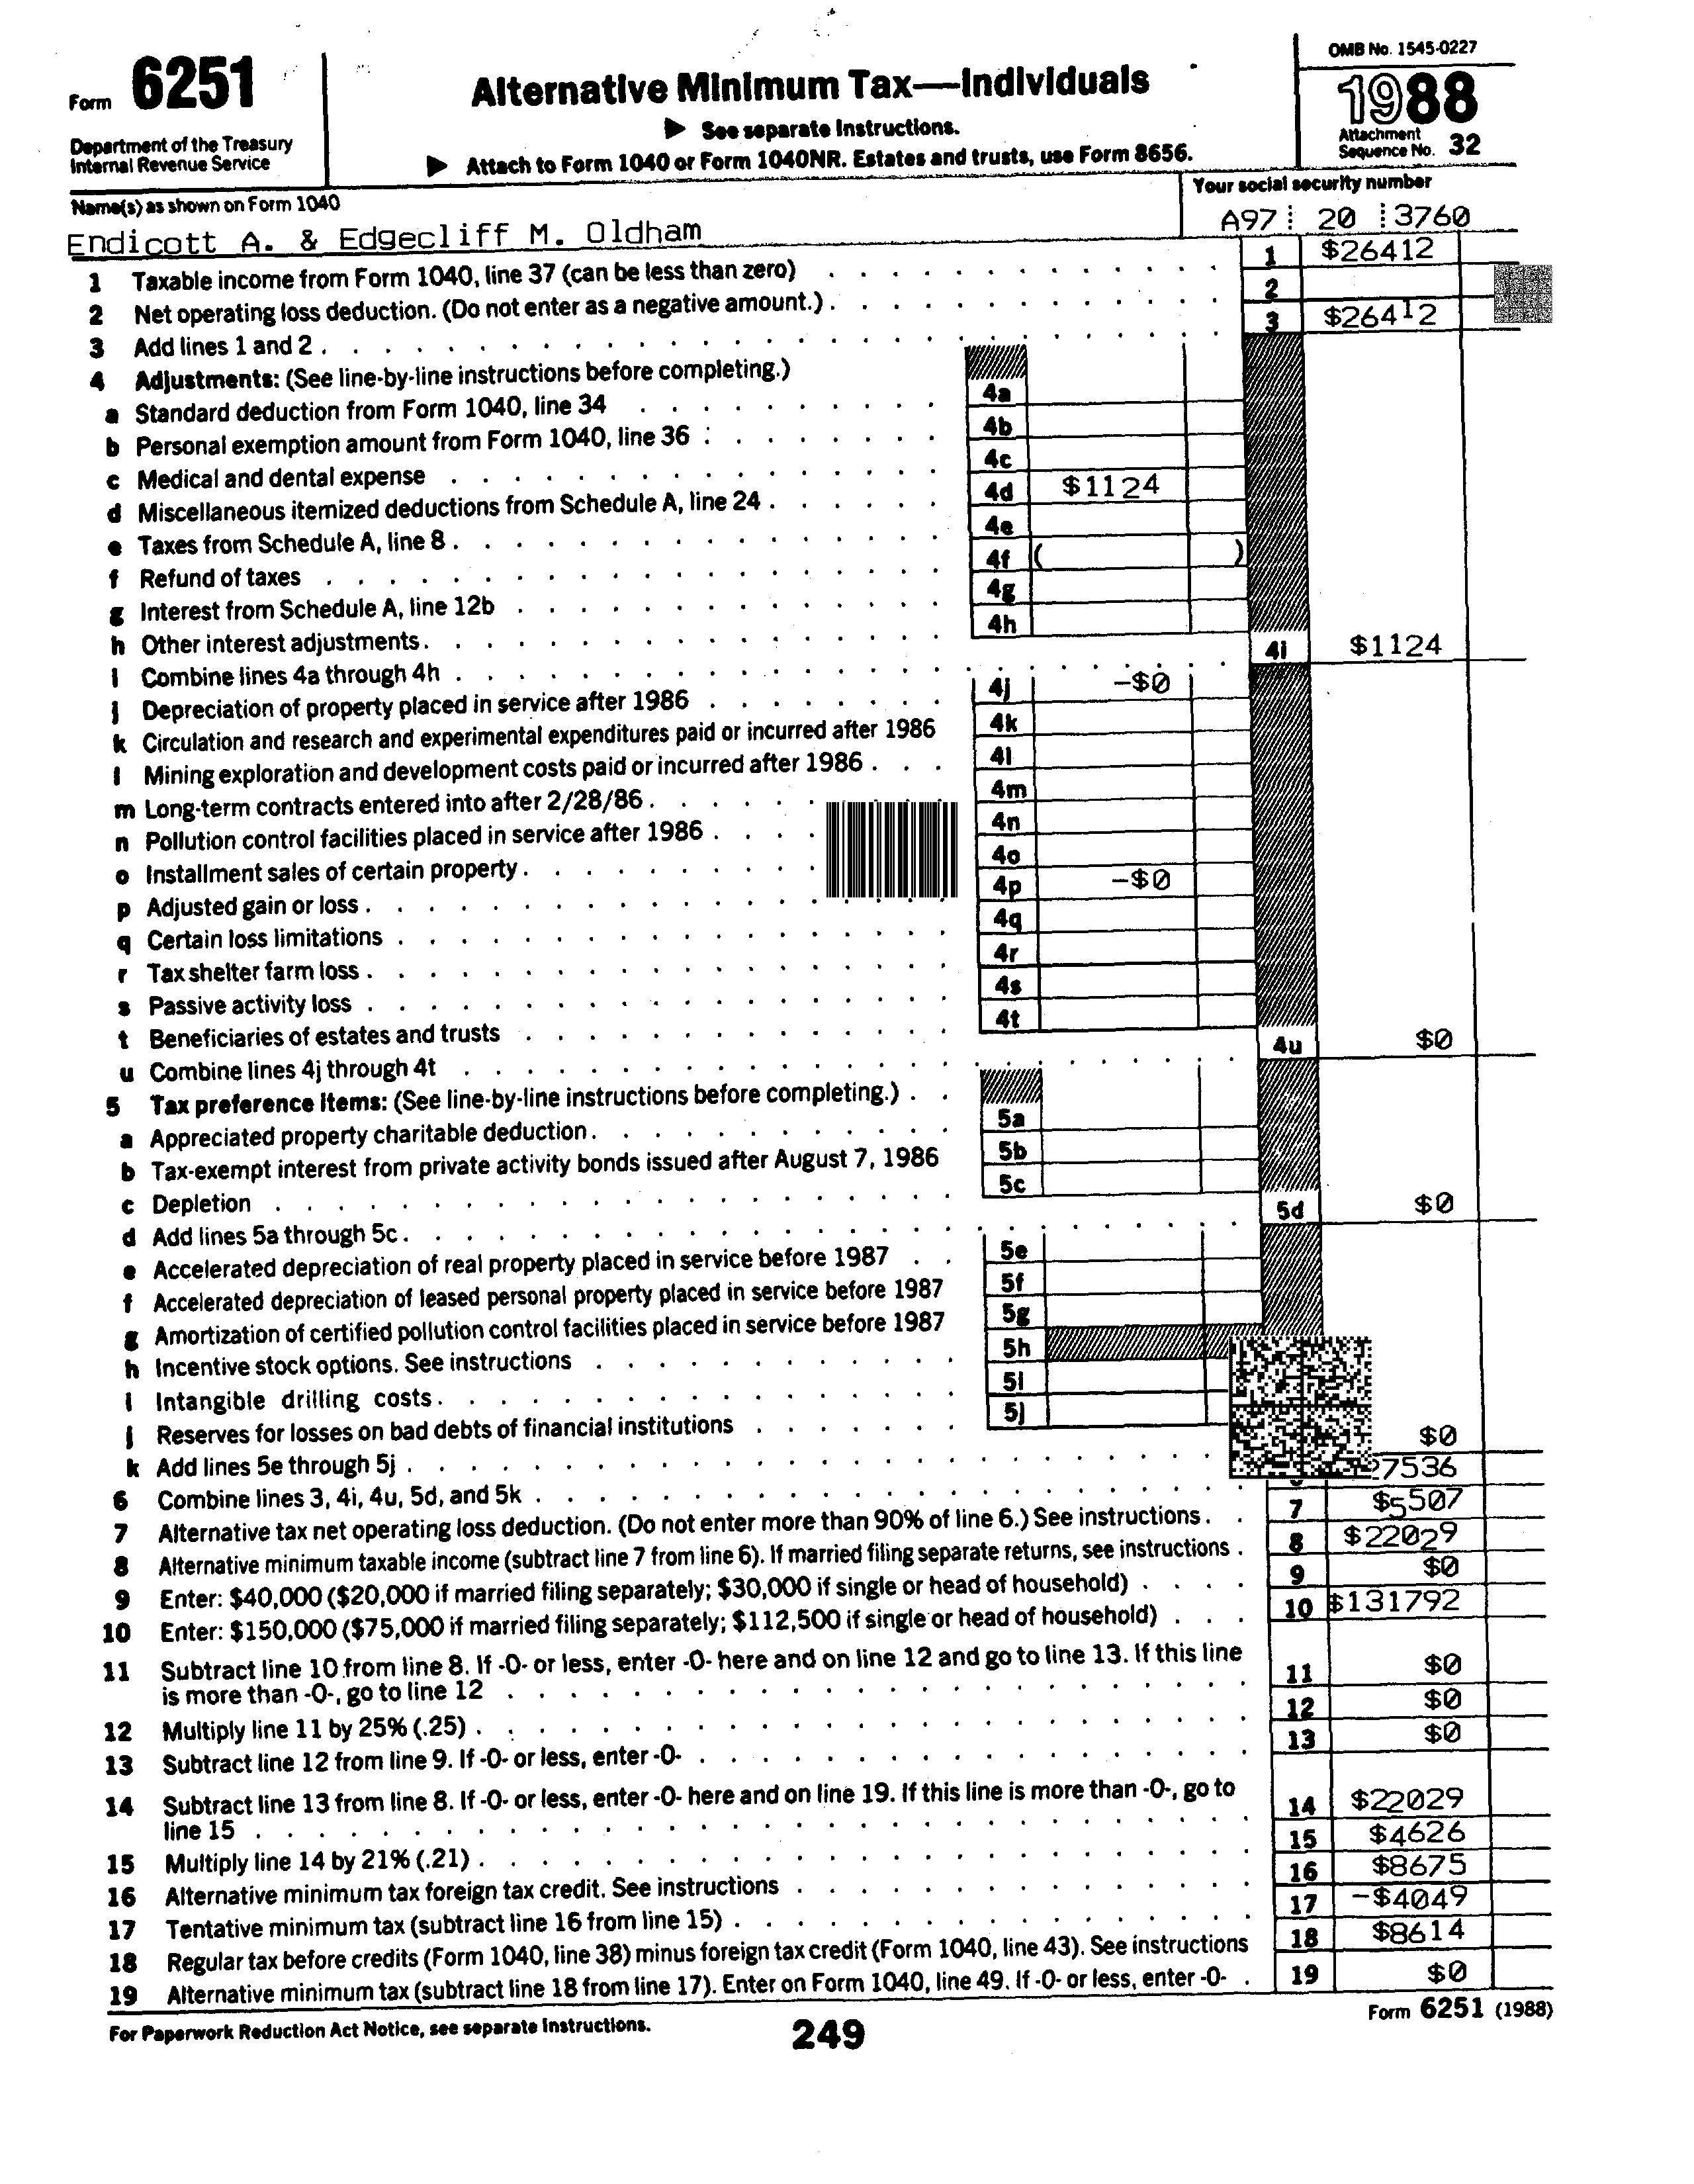 Form 6251
Department of the Treasury
Internal Revenue Service
Alternative Minimum Tax—Individuals
▶ See separate Instructions.
▶ Attach to Form 1040 or Form 1040NR. Estates and trusts, use Form 8656.
OMB No. 1545-0227
1988
Attachment
Sequence No. 32
Name(s) as shown on Form 1040
Your social security number
Endicott A. & Edgecliff M. Oldham
A97 20 3760
1 Taxable income from Form 1040, line 37 (can be less than zero) 1 $26412
2 Net operating loss deduction. (Do not enter as a negative amount.) 2
3 Add lines 1 and 2 3 $26412
4 Adjustments: (See line-by-line instructions before completing.)
a Standard deduction from Form 1040, line 34 4a
b Personal exemption amount from Form 1040, line 36 4b
c Medical and dental expense 4c
d Miscellaneous itemized deductions from Schedule A, line 24 4d $1124
e Taxes from Schedule A, line 8 4e
f Refund of taxes 4f ( )
g Interest from Schedule A, line 12b 4g
h Other interest adjustments 4h
i Combine lines 4a through 4h 4i $1124
j Depreciation of property placed in service after 1986 4j -$0
k Circulation and research and experimental expenditures paid or incurred after 1986 4k
l Mining exploration and development costs paid or incurred after 1986 4l
m Long-term contracts entered into after 2/28/86 4m
n Pollution control facilities placed in service after 1986 4n
o Installment sales of certain property 4o
p Adjusted gain or loss 4p -$0
q Certain loss limitations 4q
r Tax shelter farm loss 4r
s Passive activity loss 4s
t Beneficiaries of estates and trusts 4t
u Combine lines 4j through 4t 4u $0
5 Tax preference items: (See line-by-line instructions before completing.)
a Appreciated property charitable deduction 5a
b Tax-exempt interest from private activity bonds issued after August 7, 1986 5b
c Depletion 5c
d Add lines 5a through 5c 5d $0
e Accelerated depreciation of real property placed in service before 1987 5e
f Accelerated depreciation of leased personal property placed in service before 1987 5f
g Amortization of certified pollution control facilities placed in service before 1987 5g
h Incentive stock options. See instructions 5h
i Intangible drilling costs 5i
j Reserves for losses on bad debts of financial institutions 5j
k Add lines 5e through 5j $0
6 Combine lines 3, 4i, 4u, 5d, and 5k 7536
7 Alternative tax net operating loss deduction. (Do not enter more than 90% of line 6.) See instructions 7 $5507
8 Alternative minimum taxable income (subtract line 7 from line 6). If married filing separate returns, see instructions 8 $22029
9 Enter: $40,000 ($20,000 if married filing separately; $30,000 if single or head of household) 9 $0
10 Enter: $150,000 ($75,000 if married filing separately; $112,500 if single or head of household) 10 $131792
11 Subtract line 10 from line 8. If -0- or less, enter -0- here and on line 12 and go to line 13. If this line
is more than -0-, go to line 12 11 $0
12 Multiply line 11 by 25% (.25) 12 $0
13 Subtract line 12 from line 9. If -0- or less, enter -0- 13 $0
14 Subtract line 13 from line 8. If -0- or less, enter -0- here and on line 19. If this line is more than -0-, go to
line 15 14 $22029
15 Multiply line 14 by 21% (.21) 15 $4626
16 Alternative minimum tax foreign tax credit. See instructions 16 $8675
17 Tentative minimum tax (subtract line 16 from line 15) 17 -$4049
18 Regular tax before credits (Form 1040, line 38) minus foreign tax credit (Form 1040, line 43). See instructions 18 $8614
19 Alternative minimum tax (subtract line 18 from line 17). Enter on Form 1040, line 49. If -0- or less, enter -0- 19 $0
For Paperwork Reduction Act Notice, see separate Instructions.
249
Form 6251 (1988)